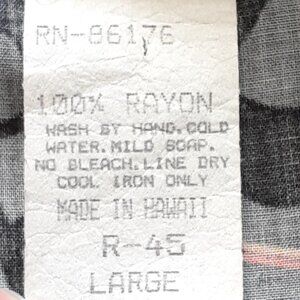 RN-86176
100% RAYON
WASH BY HAND. COLD
WATER. MILD SOAP.
NO BLEACH. LINE DRY
COOL IRON ONLY
MADE IN HAWAII
R-45
LARGE